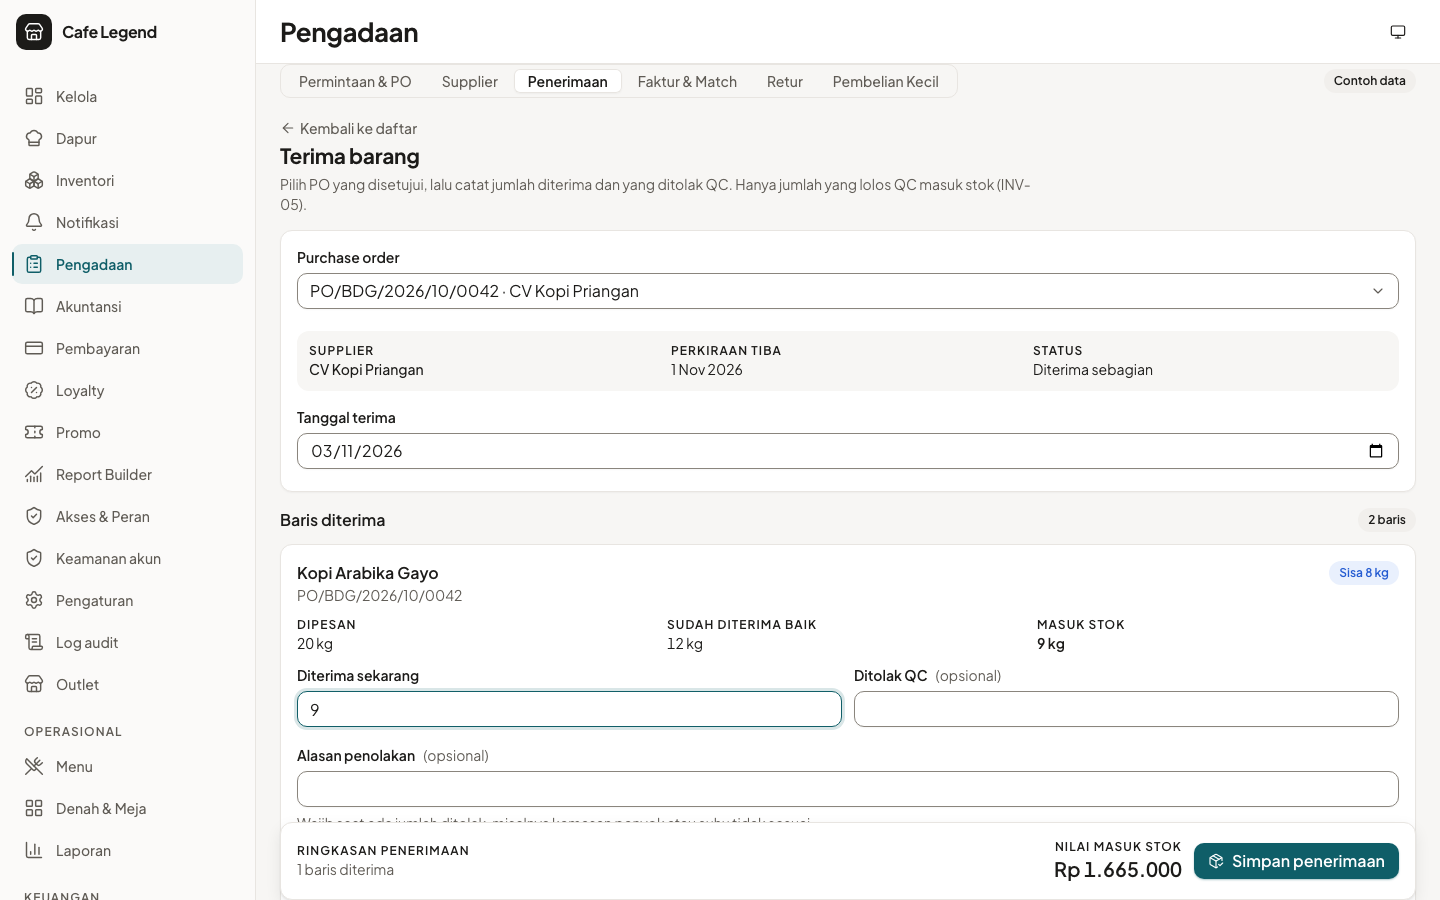 Cafe Legend
Kelola
Dapur
Inventori
Notifikasi
Pengadaan
Akuntansi
Pembayaran
Loyalty
Promo
Report Builder
Akses & Peran
Keamanan akun
Pengaturan
Log audit
Outlet
OPERASIONAL
Menu
Denah & Meja
Laporan
KEUANGAN
Pengadaan
Permintaan & PO
Supplier
Penerimaan
Faktur & Match
Retur
Pembelian Kecil
Contoh data
Kembali ke daftar
Terima barang
Pilih PO yang disetujui, lalu catat jumlah diterima dan yang ditolak QC. Hanya jumlah yang lolos QC masuk stok (INV-
05).
Purchase order
PO/BDG/2026/10/0042 · CV Kopi Priangan
SUPPLIER
CV Kopi Priangan
PERKIRAAN TIBA
1 Nov 2026
STATUS
Diterima sebagian
Tanggal terima
03/11/2026
Baris diterima
2 baris
Kopi Arabika Gayo
PO/BDG/2026/10/0042
Sisa 8 kg
DIPESAN
20 kg
SUDAH DITERIMA BAIK
12 kg
MASUK STOK
9 kg
Diterima sekarang
9
Ditolak QC (opsional)
Alasan penolakan (opsional)
RINGKASAN PENERIMAAN
1 baris diterima
NILAI MASUK STOK
Rp 1.665.000
Simpan penerimaan